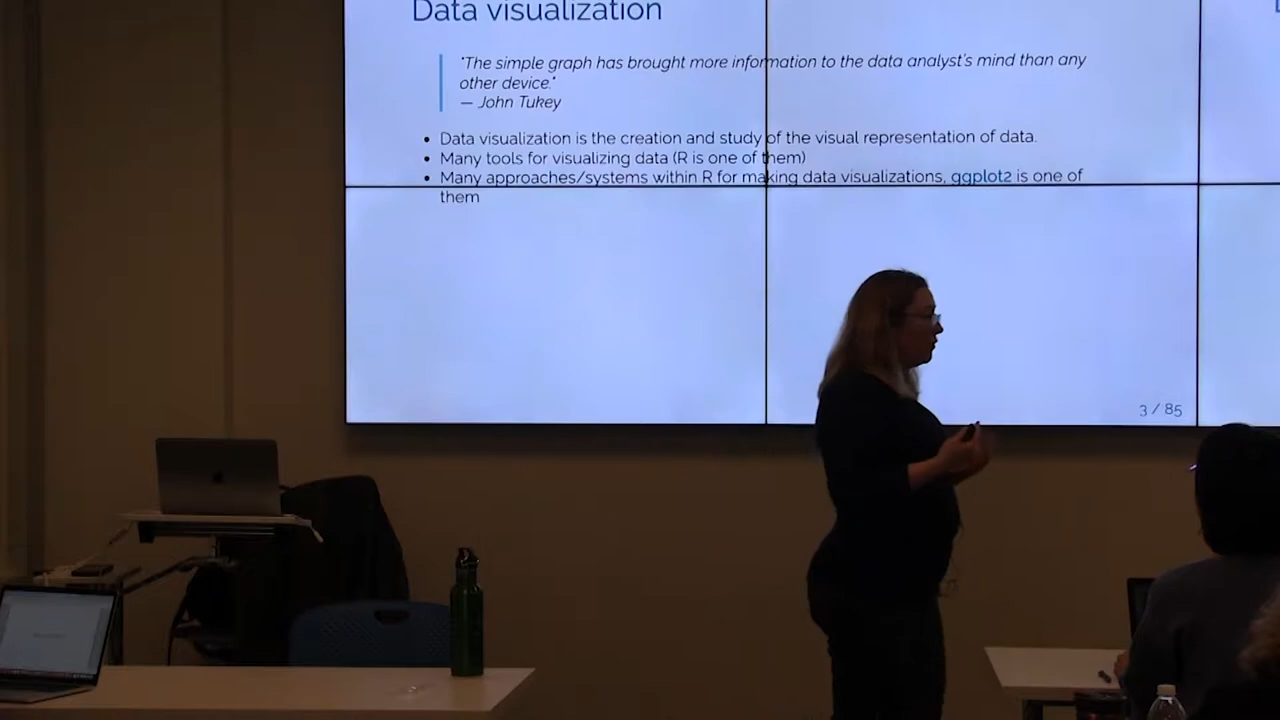 Data visualization
"The simple graph has brought more information to the data analyst's mind than any
other device."
— John Tukey
• Data visualization is the creation and study of the visual representation of data.
• Many tools for visualizing data (R is one of them)
• Many approaches/systems within R for making data visualizations, ggplot2 is one of
them
3 / 85